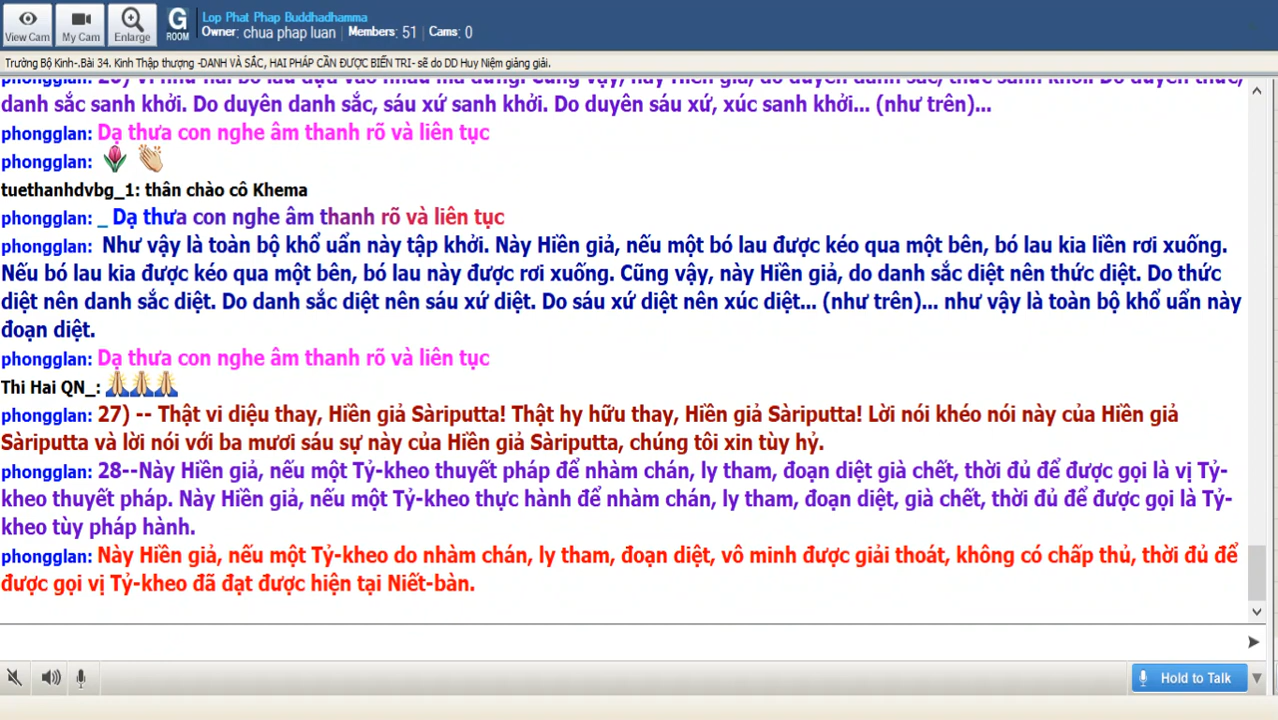 Lop Phat Phap Buddhadhamma
Owner: chua phap luan Members: 51 Cams: 0
View Cam My Cam Enlarge G ROOM
Trường Bộ Kinh-.Bài 34. Kinh Thập thượng -DANH VÀ SẮC, HAI PHÁP CẦN ĐƯỢC BIẾN TRI- sẽ do DD Huy Niệm giảng giải.
danh sắc sanh khởi. Do duyên danh sắc, sáu xứ sanh khởi. Do duyên sáu xứ, xúc sanh khởi... (như trên)...
phongglan: Dạ thưa con nghe âm thanh rõ và liên tục
phongglan:
tuethanhdvbg_1: thân chào cô Khema
phongglan: _ Dạ thưa con nghe âm thanh rõ và liên tục
phongglan: Như vậy là toàn bộ khổ uẩn này tập khởi. Này Hiền giả, nếu một bó lau được kéo qua một bên, bó lau kia liền rơi xuống.
Nếu bó lau kia được kéo qua một bên, bó lau này được rơi xuống. Cũng vậy, này Hiền giả, do danh sắc diệt nên thức diệt. Do thức
diệt nên danh sắc diệt. Do danh sắc diệt nên sáu xứ diệt. Do sáu xứ diệt nên xúc diệt... (như trên)... như vậy là toàn bộ khổ uẩn này
đoạn diệt.
phongglan: Dạ thưa con nghe âm thanh rõ và liên tục
Thi Hai QN_:
phongglan: 27) -- Thật vi diệu thay, Hiền giả Sàriputta! Thật hy hữu thay, Hiền giả Sàriputta! Lời nói khéo nói này của Hiền giả
Sàriputta và lời nói với ba mươi sáu sự này của Hiền giả Sàriputta, chúng tôi xin tùy hỷ.
phongglan: 28--Này Hiền giả, nếu một Tỷ-kheo thuyết pháp để nhàm chán, ly tham, đoạn diệt già chết, thời đủ để được gọi là vị Tỷ-
kheo thuyết pháp. Này Hiền giả, nếu một Tỷ-kheo thực hành để nhàm chán, ly tham, đoạn diệt, già chết, thời đủ để được gọi là Tỷ-
kheo tùy pháp hành.
phongglan: Này Hiền giả, nếu một Tỷ-kheo do nhàm chán, ly tham, đoạn diệt, vô minh được giải thoát, không có chấp thủ, thời đủ để
được gọi vị Tỷ-kheo đã đạt được hiện tại Niết-bàn.
Hold to Talk